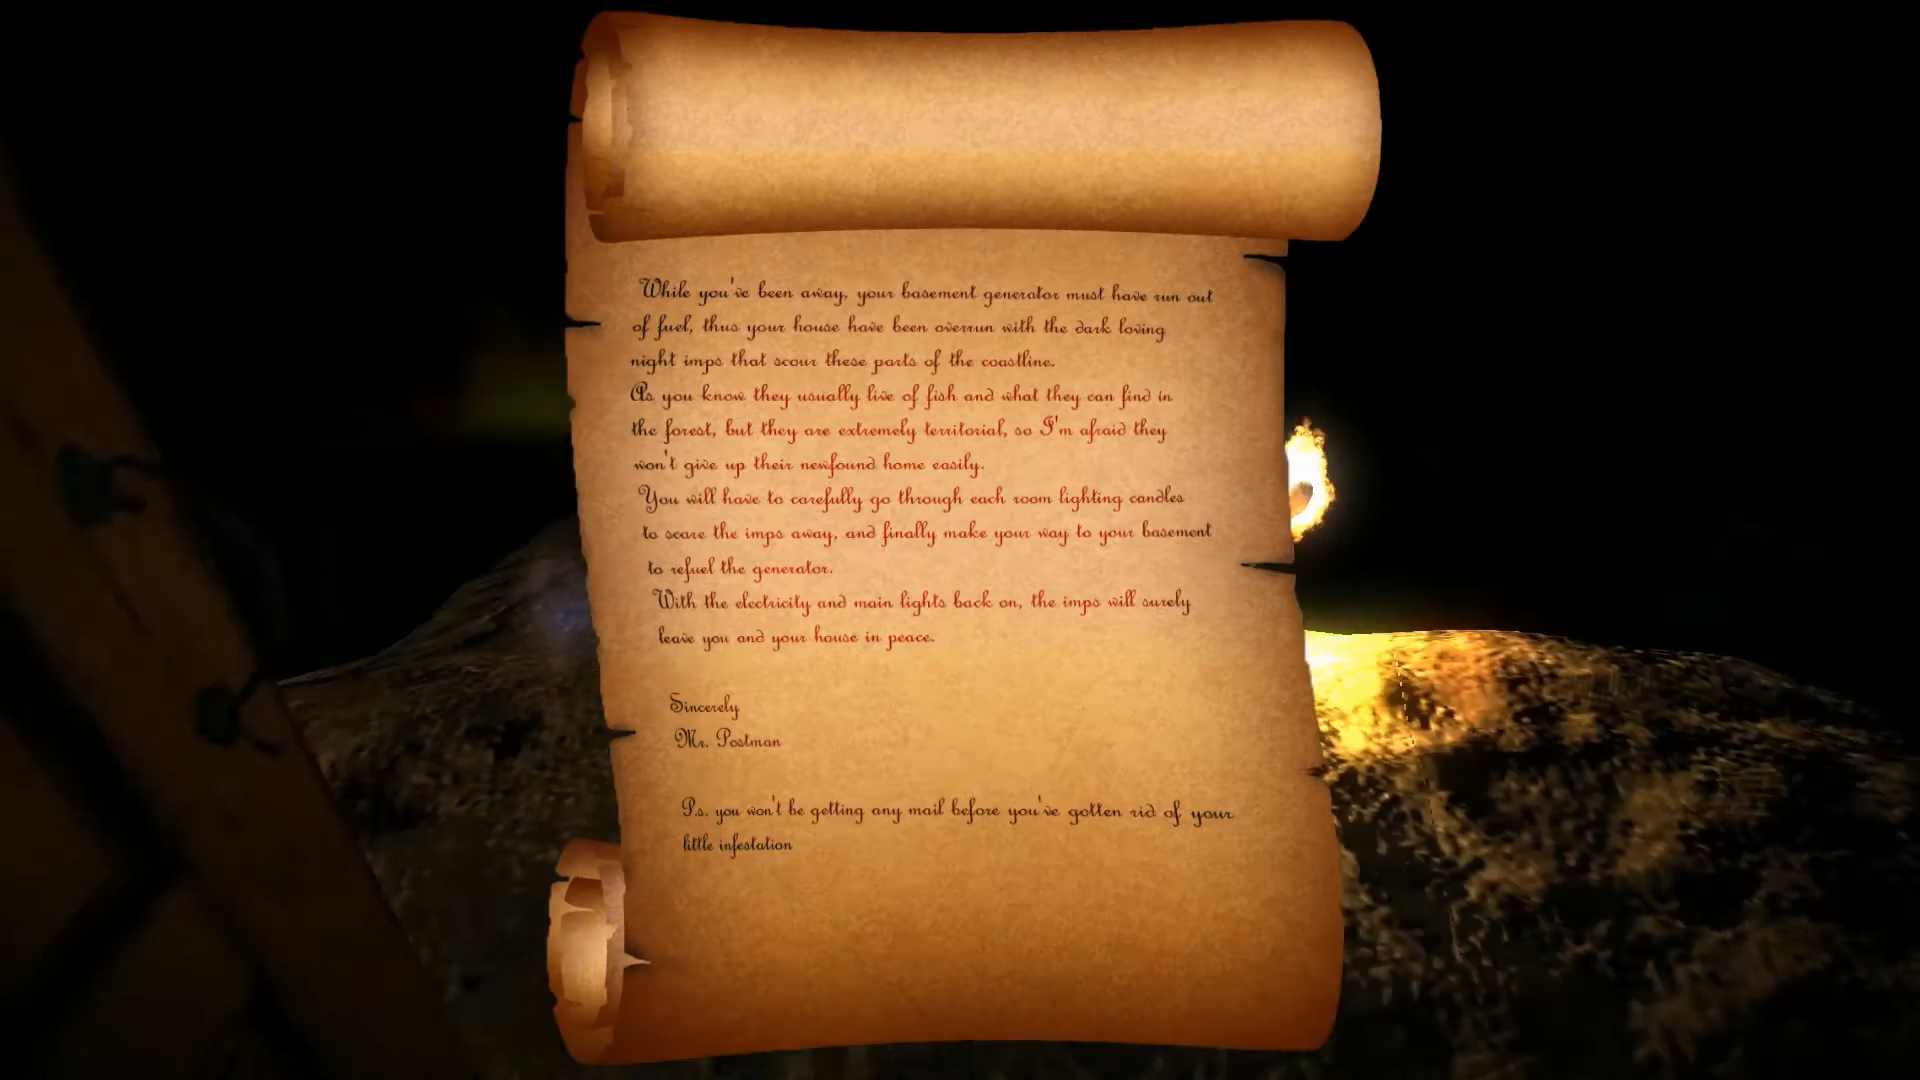 While you've been away, your basement generator must have run out
of fuel, thus your house have been overrun with the dark loving
night imps that scour these parts of the coastline.
As you know they usually live of fish and what they can find in
the forest, but they are extremely territorial, so I'm afraid they
won't give up their newfound home easily.
You will have to carefully go through each room lighting candles
to scare the imps away, and finally make your way to your basement
to refuel the generator.
With the electricity and main lights back on, the imps will surely
leave you and your house in peace.
Sincerely
Mr. Postman
P.s. you won't be getting any mail before you've gotten rid of your
little infestation